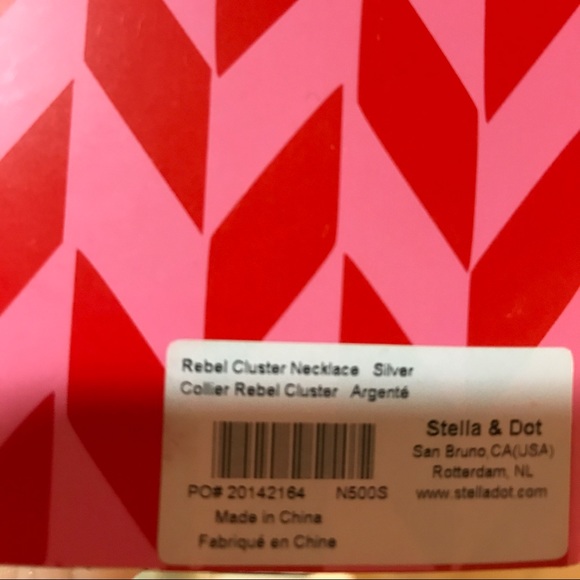 Rebel Cluster Necklace Silver
Collier Rebel Cluster Argenté
Stella & Dot
San Bruno,CA(USA)
Rotterdam, NL
www.stelladot.com
PO# 20142164 N500S
Made in China
Fabriqué en Chine